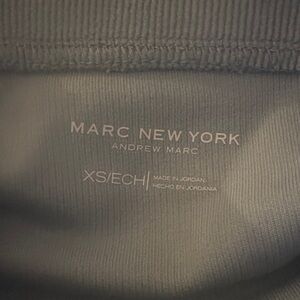 MARC NEW YORK
ANDREW MARC
XS/ECH
MADE IN JORDAN
HECHO EN JORDANIA